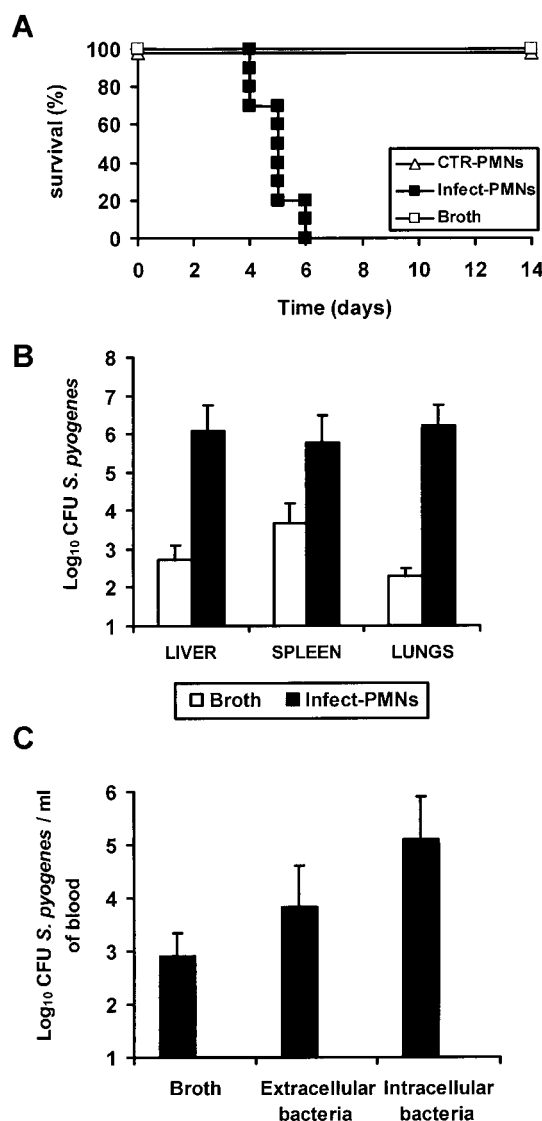 A
100
80
60
40
20
0
survival (%)
CTR-PMNs
Infect-PMNs
Broth
0 2 4 6 8 10 12 14
Time (days)
B
8
7
6
5
4
3
2
1
Log10 CFU S. pyogenes
LIVER SPLEEN LUNGS
Broth Infect-PMNs
C
6
5
4
3
2
1
Log10 CFU S. pyogenes / ml
of blood
Broth Extracellular Intracellular
bacteria bacteria